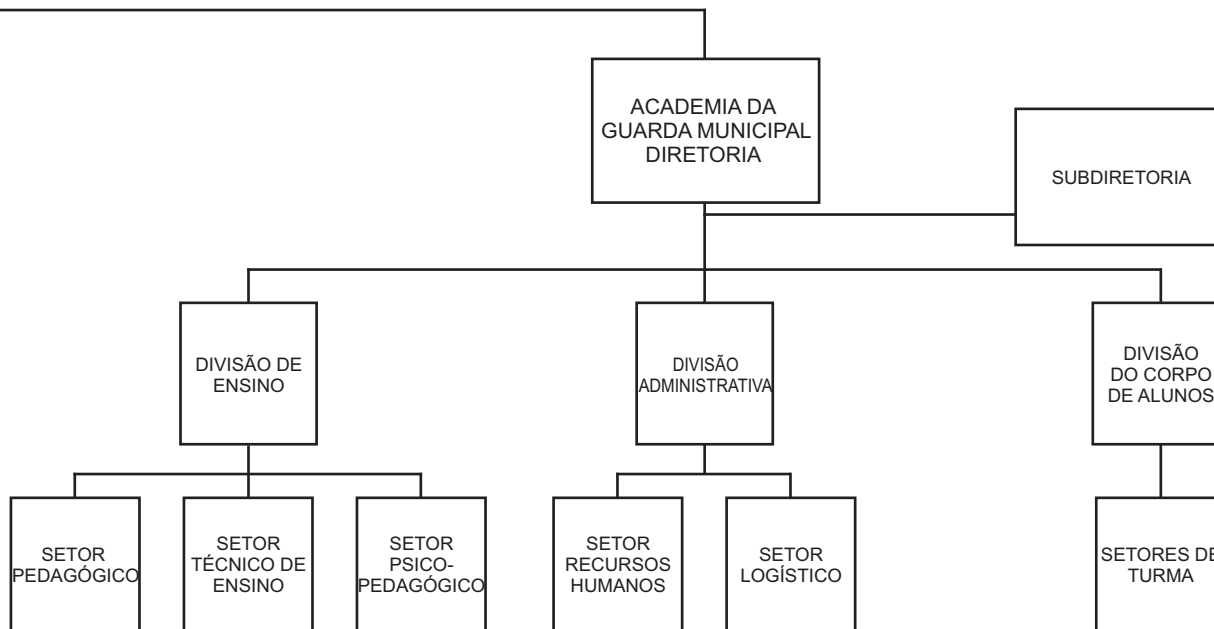 ACADEMIA DA
GUARDA MUNICIPAL
DIRETORIA
SUBDIRETORIA
DIVISÃO DE
ENSINO
DIVISÃO
ADMINISTRATIVA
DIVISÃO
DO CORPO
DE ALUNOS
SETOR
PEDAGÓGICO
SETOR
TÉCNICO DE
ENSINO
SETOR
PSICO-
PEDAGÓGICO
SETOR
RECURSOS
HUMANOS
SETOR
LOGÍSTICO
SETORES DE
TURMA